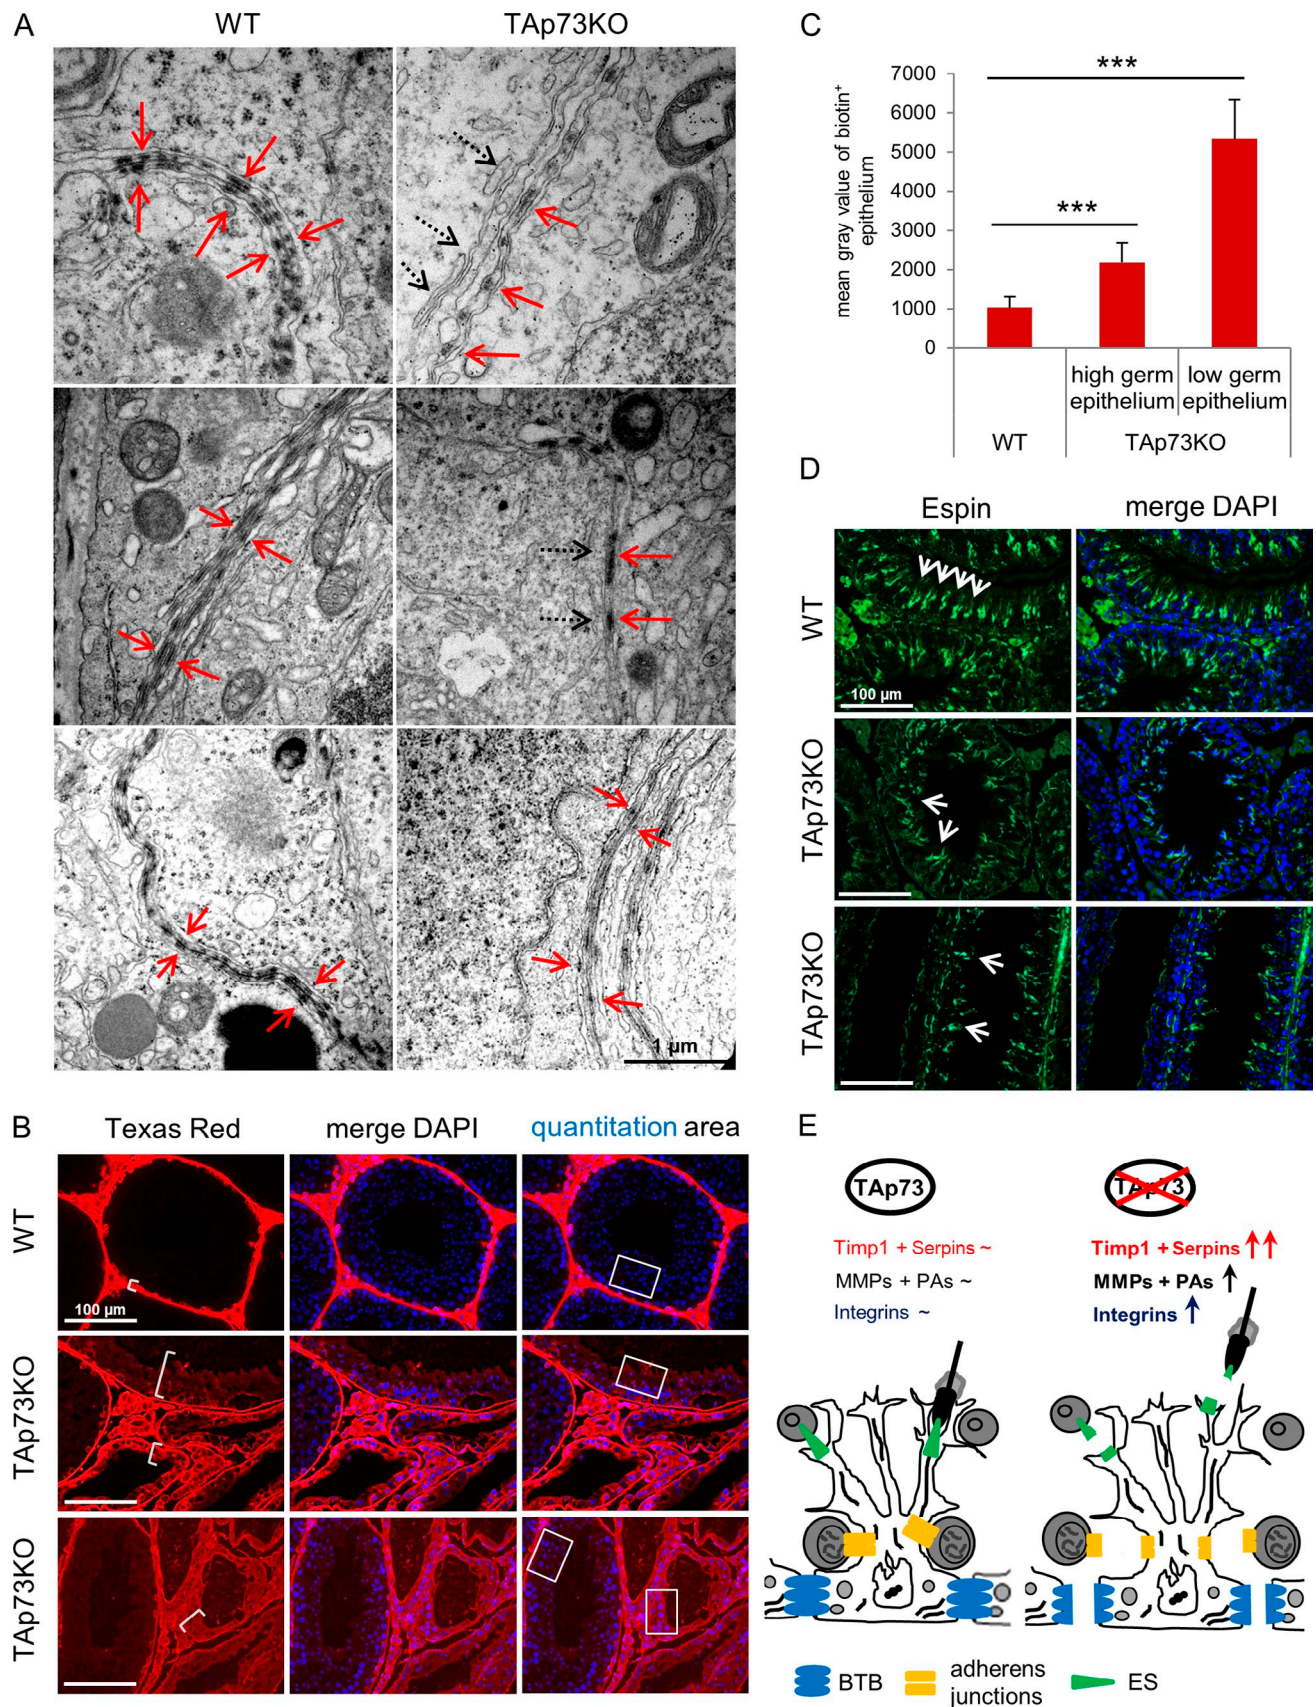 A
WT
TAp73KO
1 µm
B
Texas Red
merge DAPI
quantitation area
WT
100 µm
TAp73KO
TAp73KO
C
mean gray value of biotin+
epithelium
7000
6000
5000
4000
3000
2000
1000
0
***
***
high germ
epithelium
low germ
epithelium
WT
TAp73KO
D
Espin
merge DAPI
WT
100 µm
TAp73KO
TAp73KO
E
TAp73
TAp73
Timp1 + Serpins ~
MMPs + PAs ~
Integrins ~
Timp1 + Serpins ↑↑
MMPs + PAs ↑
Integrins ↑
BTB
adherens
junctions
ES